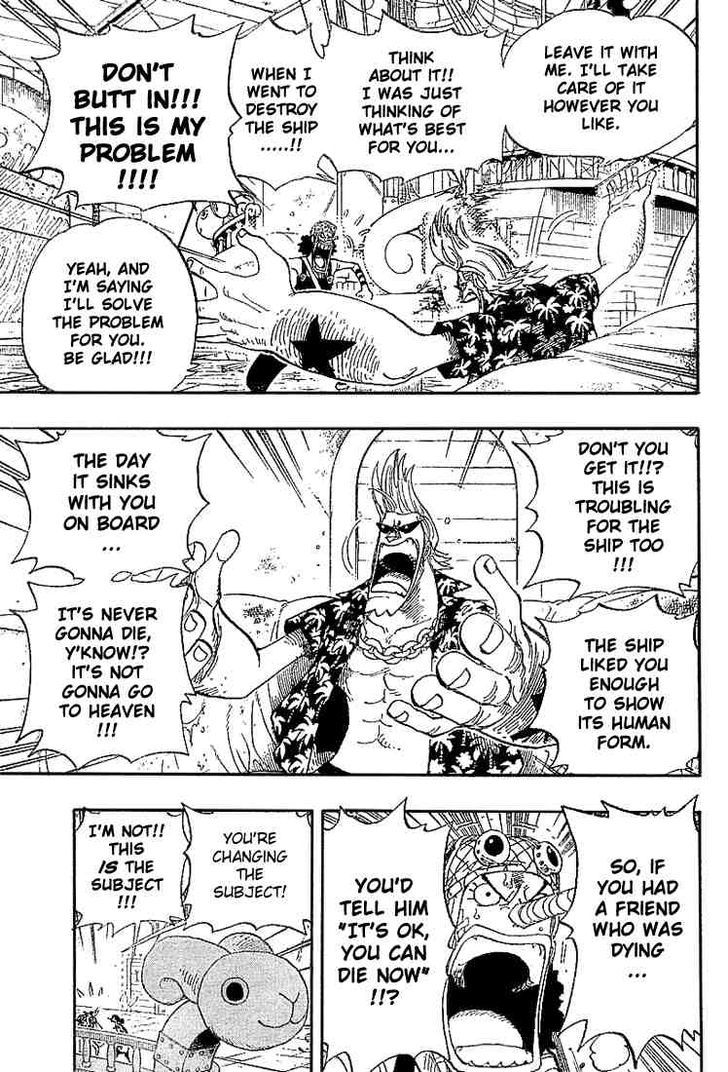 LEAVE IT WITH
ME. I'LL TAKE
CARE OF IT
HOWEVER YOU
LIKE.
THINK
ABOUT IT!!
I WAS JUST
THINKING OF
WHAT'S BEST
FOR YOU...
WHEN I
WENT TO
DESTROY
THE SHIP
.....!!
DON'T
BUTT IN!!!
THIS IS MY
PROBLEM
!!!!
YEAH, AND
I'M SAYING
I'LL SOLVE
THE PROBLEM
FOR YOU.
BE GLAD!!!
DON'T YOU
GET IT!!?
THIS IS
TROUBLING
FOR THE
SHIP TOO
!!!
THE SHIP
LIKED YOU
ENOUGH
TO SHOW
ITS HUMAN
FORM.
THE DAY
IT SINKS
WITH YOU
ON BOARD
...
IT'S NEVER
GONNA DIE,
Y'KNOW!?
IT'S NOT
GONNA GO
TO HEAVEN
!!!
SO, IF
YOU HAD
A FRIEND
WHO WAS
DYING
...
YOU'D
TELL HIM
"IT'S OK,
YOU CAN
DIE NOW"
!!?
YOU'RE
CHANGING
THE
SUBJECT!
I'M NOT!!
THIS
IS THE
SUBJECT
!!!